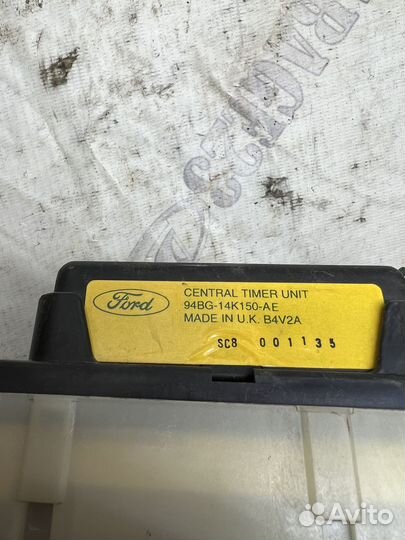 Ford
CENTRAL TIMER UNIT
94BG-14K150-AE
MADE IN U.K. B4V2A
SC8 001135
Avito